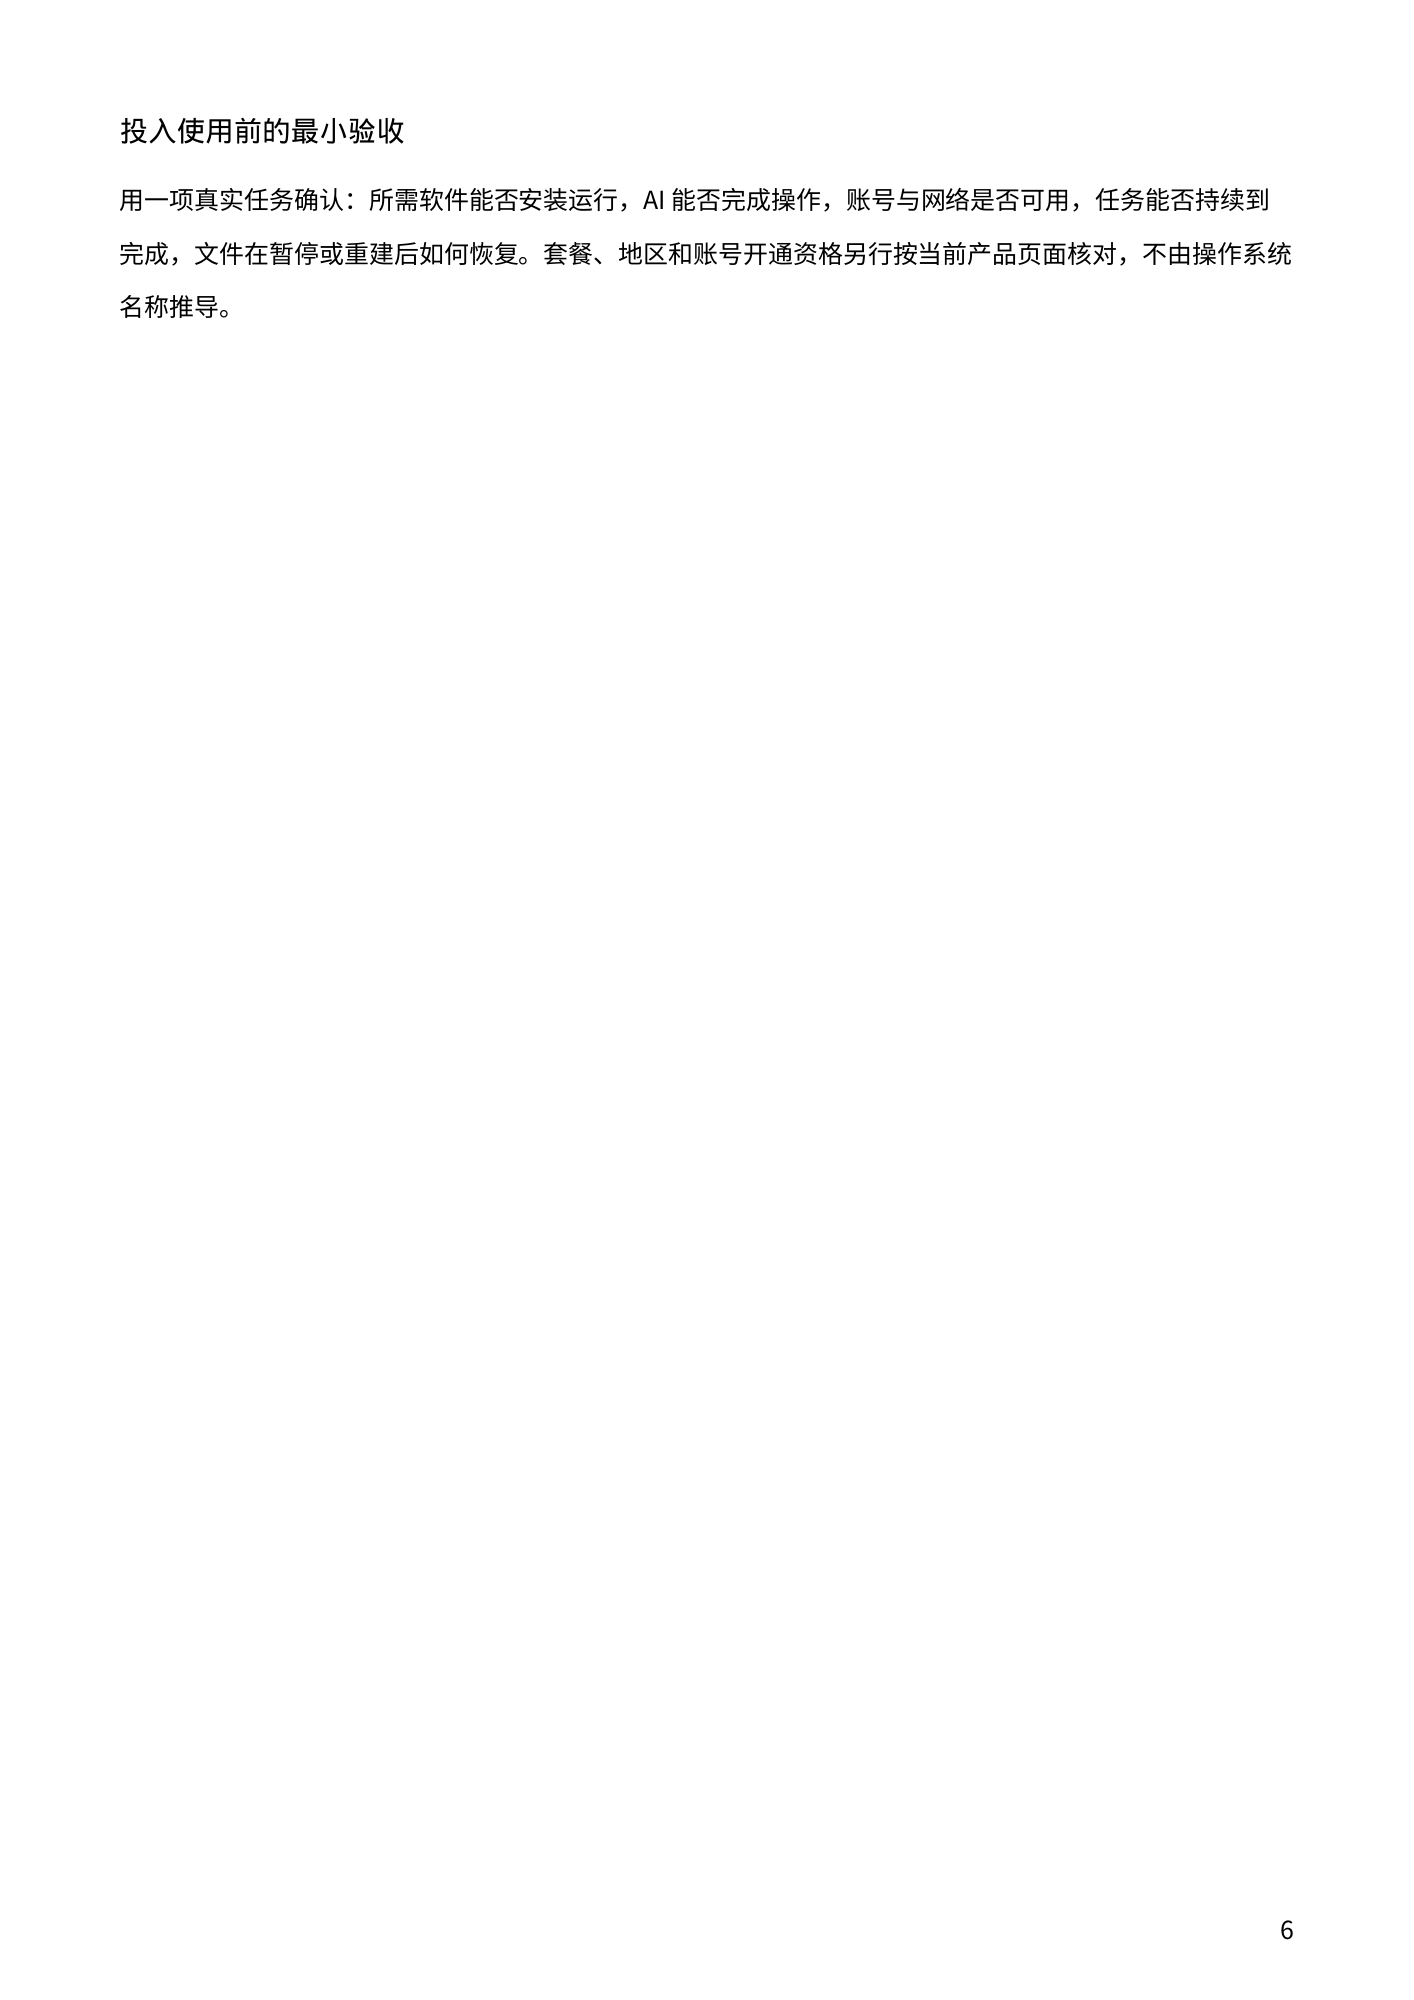 投入使用前的最小验收
用一项真实任务确认：所需软件能否安装运行，AI 能否完成操作，账号与网络是否可用，任务能否持续到
完成，文件在暂停或重建后如何恢复。套餐、地区和账号开通资格另行按当前产品页面核对，不由操作系统
名称推导。
6